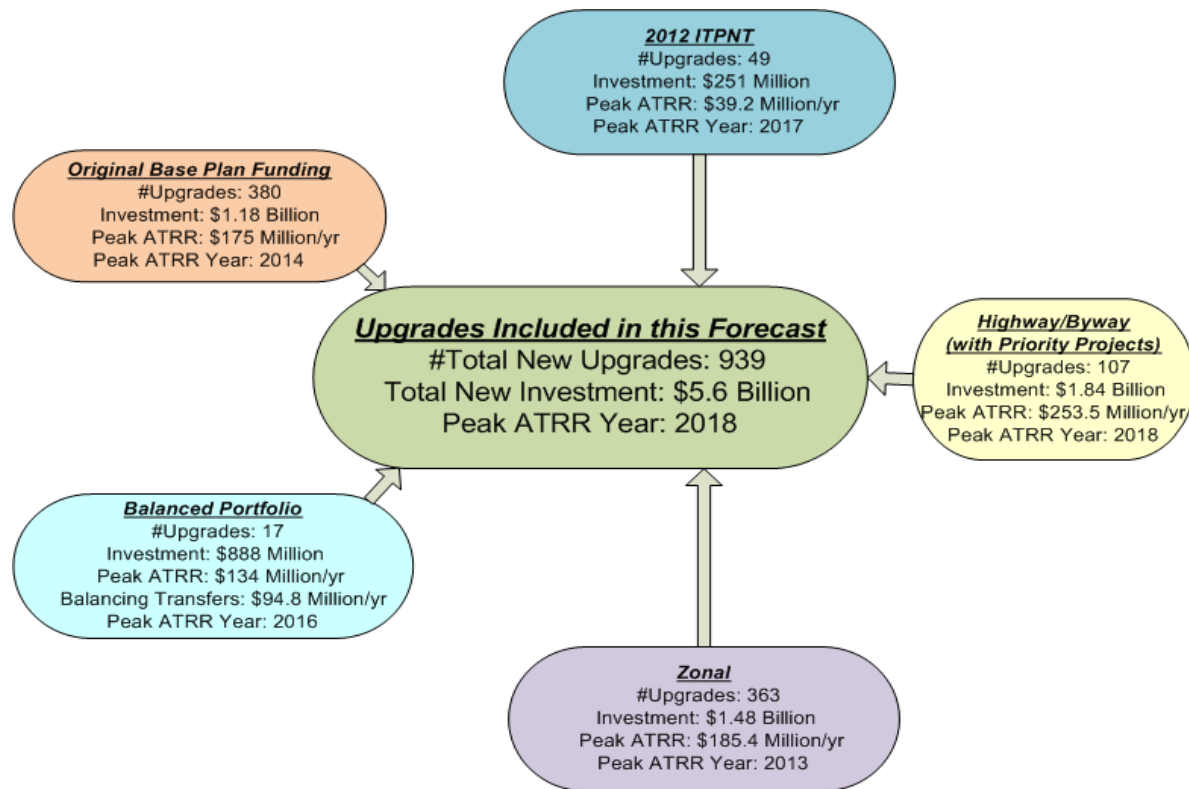 2012 ITPNT
#Upgrades: 49
Investment: $251 Million
Peak ATRR: $39.2 Million/yr
Peak ATRR Year: 2017
Original Base Plan Funding
#Upgrades: 380
Investment: $1.18 Billion
Peak ATRR: $175 Million/yr
Peak ATRR Year: 2014
Upgrades Included in this Forecast
#Total New Upgrades: 939
Total New Investment: $5.6 Billion
Peak ATRR Year: 2018
Highway/Byway
(with Priority Projects)
#Upgrades: 107
Investment: $1.84 Billion
Peak ATRR: $253.5 Million/yr/
Peak ATRR Year: 2018
Balanced Portfolio
#Upgrades: 17
Investment: $888 Million
Peak ATRR: $134 Million/yr
Balancing Transfers: $94.8 Million/yr
Peak ATRR Year: 2016
Zonal
#Upgrades: 363
Investment: $1.48 Billion
Peak ATRR: $185.4 Million/yr
Peak ATRR Year: 2013